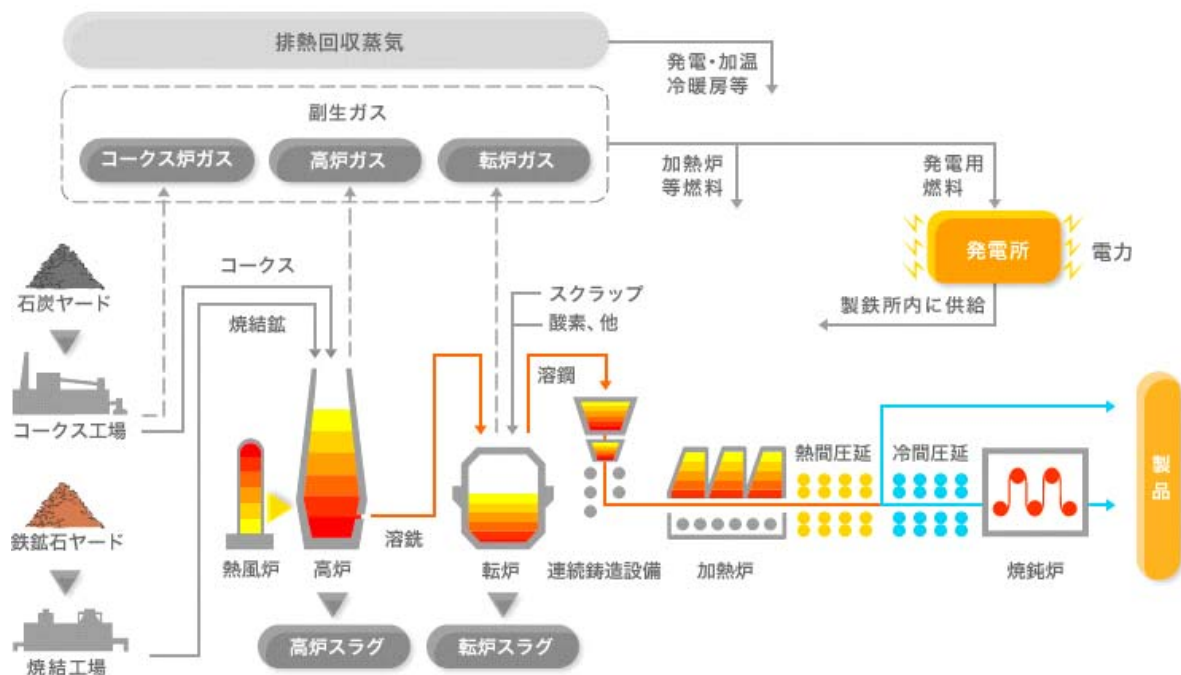 排熱回収蒸気
発電・加温
冷暖房等
副生ガス
コークス炉ガス
高炉ガス
転炉ガス
加熱炉
等燃料
発電用
燃料
発電所
電力
製鉄所内に供給
石炭ヤード
コークス
焼結鉱
スクラップ
酸素、他
コークス工場
溶鋼
熱間圧延
冷間圧延
製品
鉄鉱石ヤード
溶銑
熱風炉
高炉
転炉
連続鋳造設備
加熱炉
焼鈍炉
高炉スラグ
転炉スラグ
焼結工場